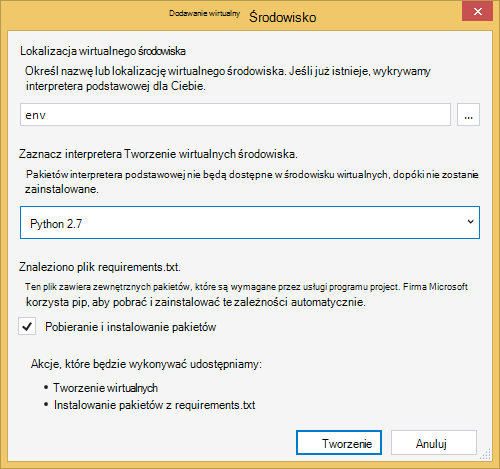 Dodawanie wirtualny Środowisko
Lokalizacja wirtualnego środowiska
Określ nazwę lub lokalizację wirtualnego środowiska. Jeśli już istnieje, wykrywamy
interpretera podstawowej dla Ciebie.
env
...
Zaznacz interpretera Tworzenie wirtualnych środowiska.
Pakietów interpretera podstawowej nie będą dostępne w środowisku wirtualnych, dopóki nie zostanie
zainstalowane.
Python 2.7
Znaleziono plik requirements.txt.
Ten plik zawiera zewnętrznych pakietów, które są wymagane przez usługi programu project. Firma Microsoft
korzysta pip, aby pobrać i zainstalować te zależności automatycznie.
Pobieranie i instalowanie pakietów
Akcje, które będzie wykonywać udostępniamy:
• Tworzenie wirtualnych
• Instalowanie pakietów z requirements.txt
Tworzenie Anuluj